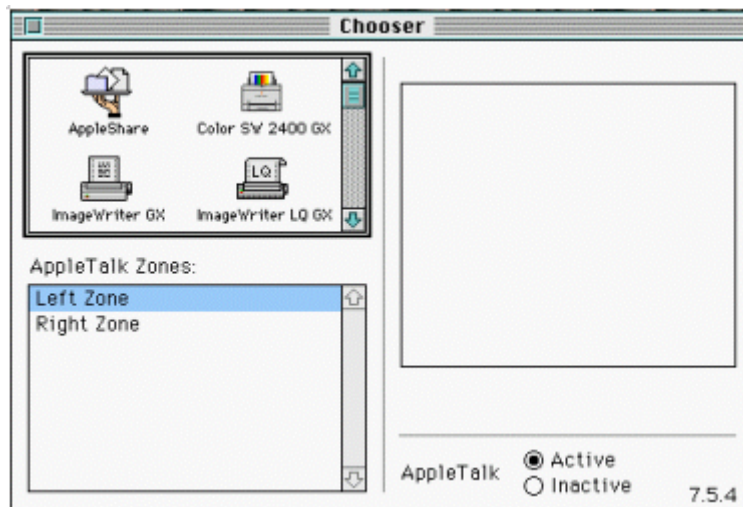 Chooser
AppleShare
Color SW 2400 GX
LQ
ImageWriter GX
ImageWriter LQ GX
AppleTalk Zones:
Left Zone
Right Zone
AppleTalk
Active
Inactive
7.5.4